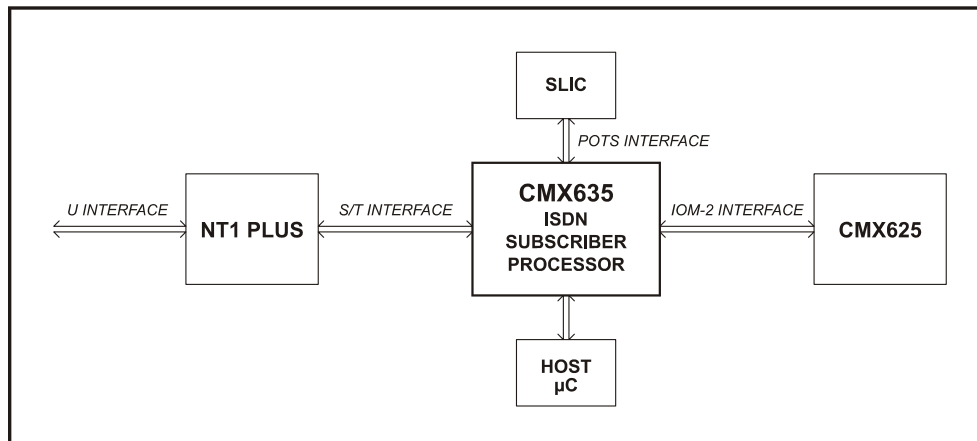 SLIC
POTS INTERFACE
U INTERFACE
NT1 PLUS
S/T INTERFACE
CMX635
ISDN
SUBSCRIBER
PROCESSOR
IOM-2 INTERFACE
CMX625
HOST
µC